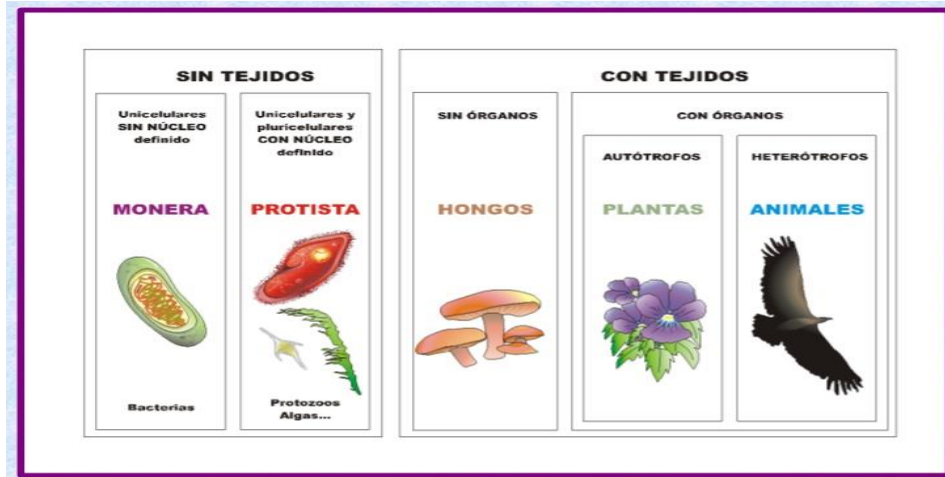 SIN TEJIDOS
Unicelulares
SIN NÚCLEO
definido
MONERA
Bacterias
Unicelulares y
pluricelulares
CON NÚCLEO
definido
PROTISTA
Protozoos
Algas...
CON TEJIDOS
SIN ÓRGANOS
HONGOS
CON ÓRGANOS
AUTÓTROFOS
PLANTAS
HETERÓTROFOS
ANIMALES